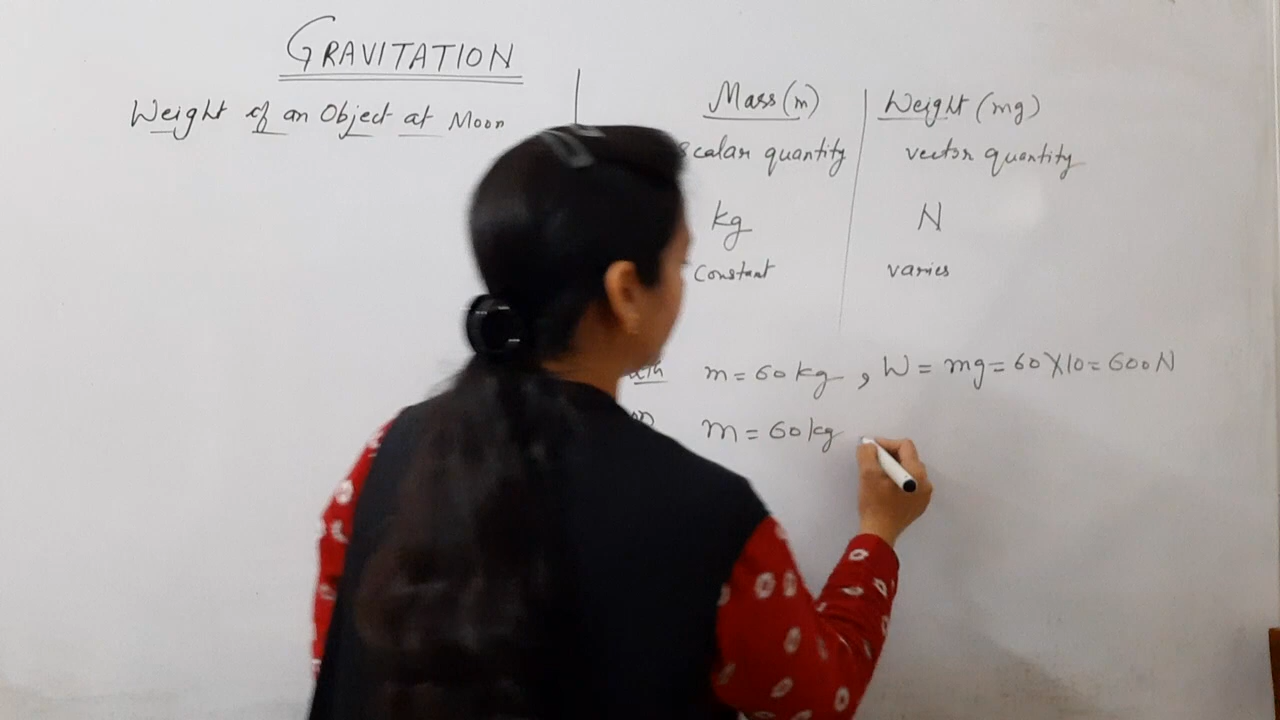 GRAVITATION
Weight of an Object at Moon
Mass (m)
Weight (mg)
scalar quantity
vector quantity
kg
N
Constant
varies
m = 60 kg , W = mg = 60 X 10 = 600 N
m = 60 kg